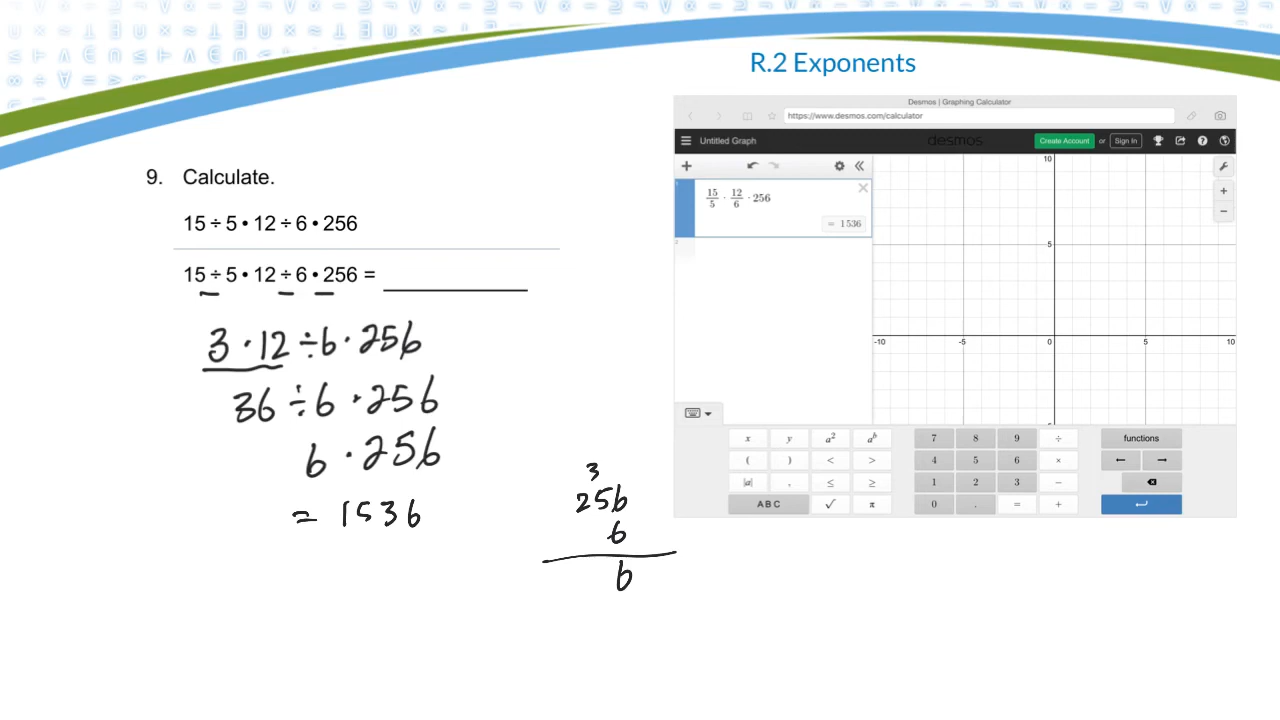 R.2 Exponents
9. Calculate.
15 ÷ 5 • 12 ÷ 6 • 256
15 ÷ 5 • 12 ÷ 6 • 256 =
3 · 12 ÷ 6 · 256
36 ÷ 6 · 256
6 · 256
= 1536
3
256
6
6
Desmos | Graphing Calculator
https://www.desmos.com/calculator
Untitled Graph
desmos
Create Account or Sign In
1
15/5 · 12/6 · 256
= 1536
2
10
5
-10 -5 0 5 10
x y a² aᵇ 7 8 9 ÷ functions
( ) < > 4 5 6 × ← →
|a| , ≤ ≥ 1 2 3 −
A B C √ π 0 . = +